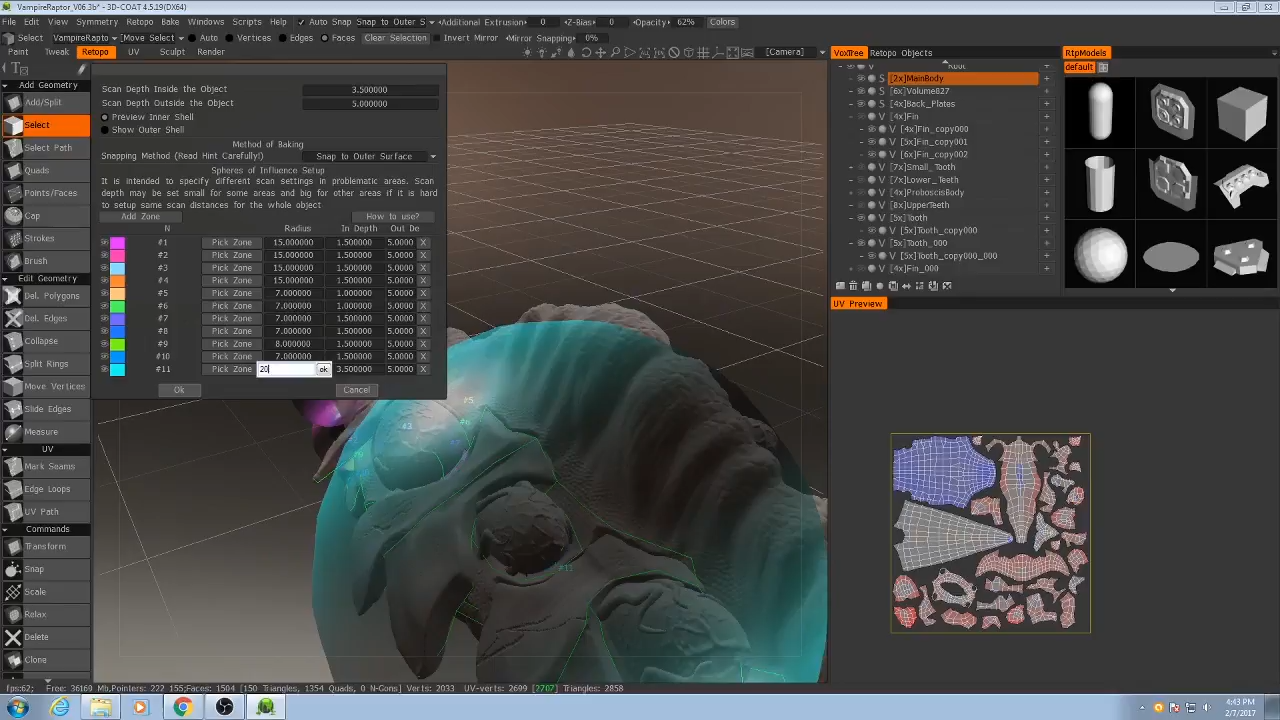 VampireRaptor_V06.3b* - 3D-COAT 4.5.19(DX64)
File Edit View Symmetry Retopo Bake Windows Scripts Help Auto Snap Snap to Outer S Additional Extrusion 0 Z-Bias: 0 Opacity: 62% Colors
Select VampireRapto [Move Select] Auto Vertices Edges Faces Clear Selection Invert Mirror Mirror Snapping 0%
Paint Tweak Retopo UV Voxels Sculpt Render [Camera] VoxTree Retopo Objects RtpModels
default
Add Geometry
Add/Split
Select
Select Path
Quads
Points/Faces
Cap
Strokes
Brush
Edit Geometry
Del. Polygons
Del. Edges
Collapse
Split Rings
Move Vertices
Slide Edges
Measure
UV
Mark Seams
Edge Loops
UV Path
Commands
Transform
Snap
Scale
Relax
Delete
Clone
Scan Depth Inside the Object 3.500000
Scan Depth Outside the Object 5.000000
Preview Inner Shell
Show Outer Shell
Method of Baking
Snapping Method (Read Hint Carefully!) Snap to Outer Surface
Spheres of Influence Setup
It is intended to specify different scan settings in problematic areas. Scan
depth may be set small for some areas and big for other areas if it is hard
to setup same scan distances for the whole object
Add Zone How to use?
N Radius In Depth Out De
#1 Pick Zone 15.000000 1.500000 5.0000 X
#2 Pick Zone 15.000000 1.500000 5.0000 X
#3 Pick Zone 15.000000 1.500000 5.0000 X
#4 Pick Zone 15.000000 1.500000 5.0000 X
#5 Pick Zone 7.000000 1.000000 5.0000 X
#6 Pick Zone 7.000000 1.000000 5.0000 X
Pick Zone 7.000000 1.500000 5.0000 X
#8 Pick Zone 7.000000 1.500000 5.0000 X
#9 Pick Zone 8.000000 1.500000 5.0000 X
#10 Pick Zone 7.000000 1.500000 5.0000 X
#11 Pick Zone 20 ok 3.500000 5.0000 X
Ok Cancel
#5
#3
#6
#11
Root
V
S [2x]MainBody
S [6x]Volume827
S [4x]Back_Plates
V [4x]Fin
V [4x]Fin_copy000
V [5x]Fin_copy001
V [6x]Fin_copy002
V [7x]Small_Tooth
V [7x]Lower_Teeth
V [4x]ProboscisBody
V [8x]UpperTeeth
V [5x]Tooth
V [5x]Tooth_copy000
V [5x]Tooth_000
V [5x]Tooth_copy000_000
V [4x]Fin_000
UV Preview
fps:62; Free: 36169 Mb,Pointers: 222 155;Faces: 1504 [150 Triangles, 1354 Quads, 0 N-Gons] Verts: 2033 UV-verts: 2699 [2707] Triangles: 2858
4:43 PM
2/7/2017